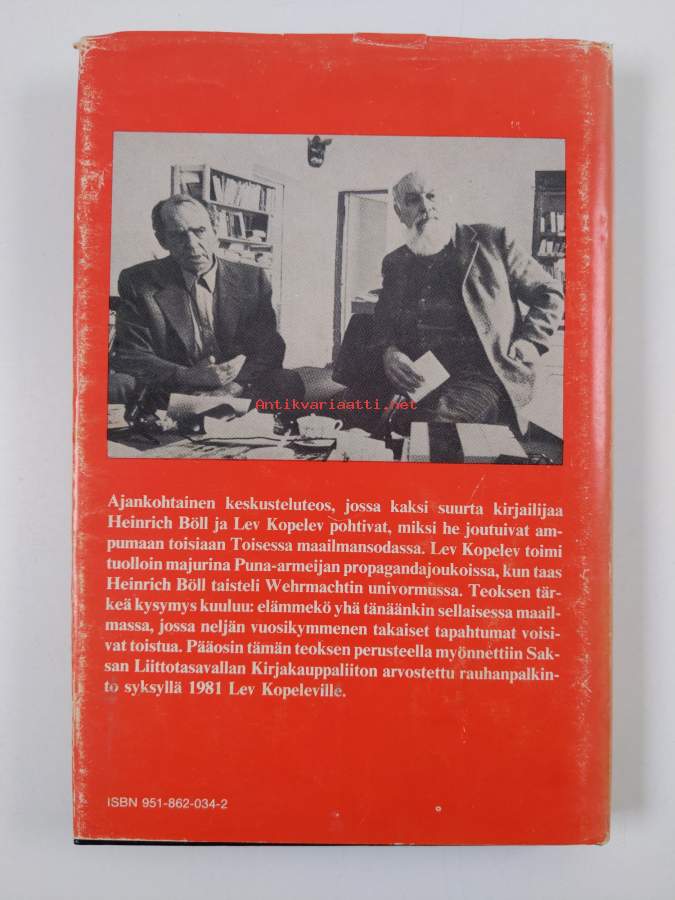 Antikvariaatti.net
Ajankohtainen keskusteluteos, jossa kaksi suurta kirjailijaa
Heinrich Böll ja Lev Kopelev pohtivat, miksi he joutuivat am-
pumaan toisiaan Toisessa maailmansodassa. Lev Kopelev toimi
tuolloin majurina Puna-armeijan propagandajoukoissa, kun taas
Heinrich Böll taisteli Wehrmachtin univormussa. Teoksen tär-
keä kysymys kuuluu: elämmekö yhä tänäänkin sellaisessa maail-
massa, jossa neljän vuosikymmenen takaiset tapahtumat voisi-
vat toistua. Pääosin tämän teoksen perusteella myönnettiin Sak-
san Liittotasavallan Kirjakauppaliiton arvostettu rauhanpalkin-
to syksyllä 1981 Lev Kopeleville.
ISBN 951-862-034-2